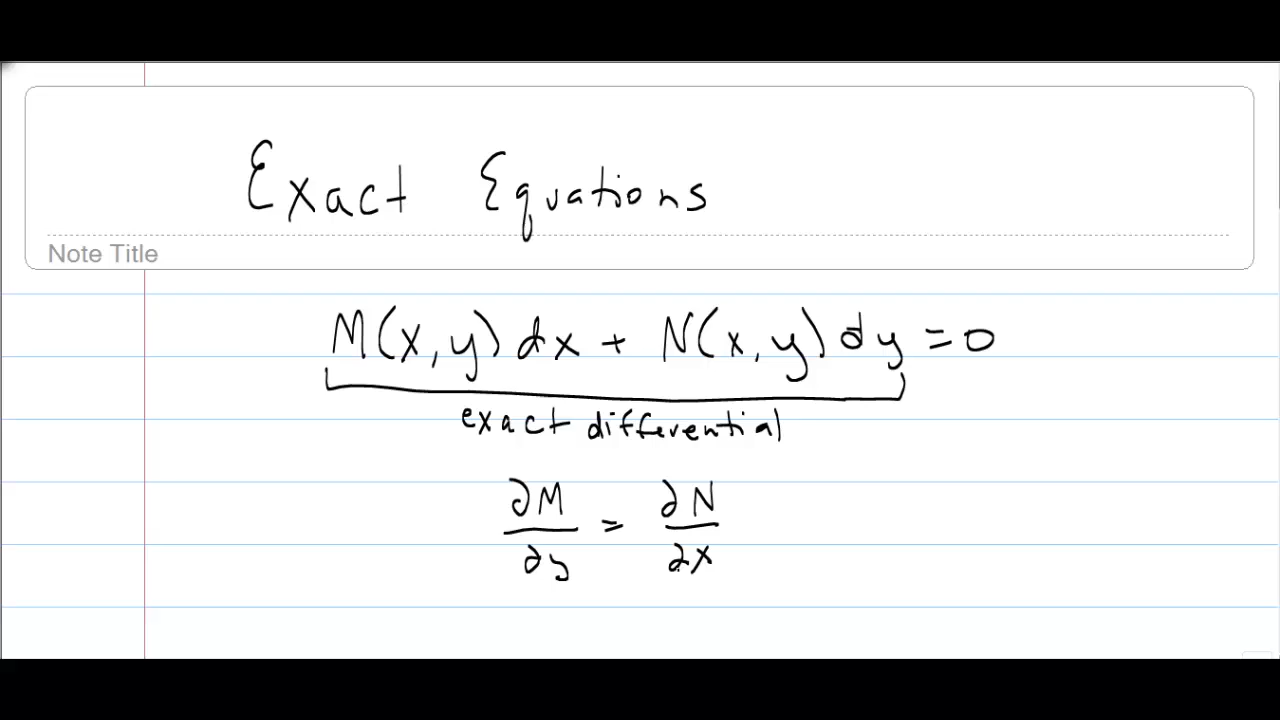 Exact Equations
Note Title
M(x,y)dx + N(x,y)dy = 0
exact differential
∂M/∂y = ∂N/∂x